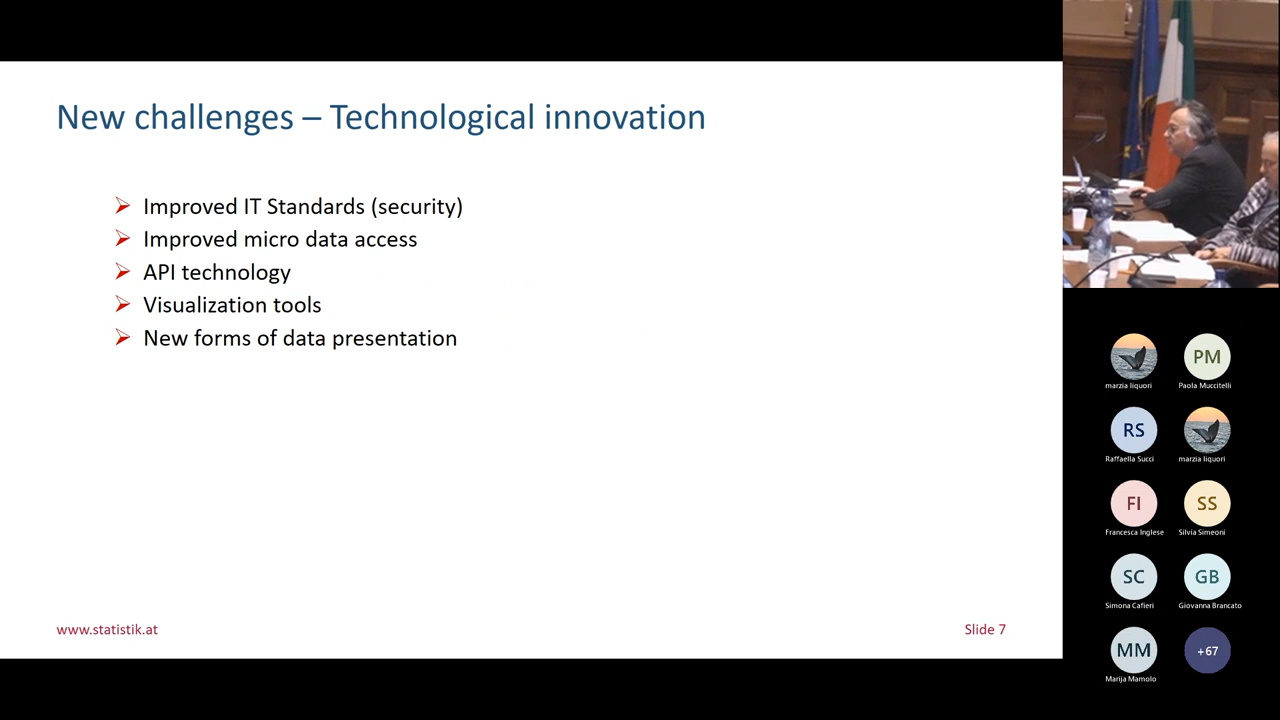 New challenges – Technological innovation
Improved IT Standards (security)
Improved micro data access
API technology
Visualization tools
New forms of data presentation
www.statistik.at
Slide 7
marzia liquori
PM
Paola Muccitelli
RS
Raffaella Succi
marzia liquori
FI
Francesca Inglese
SS
Silvia Simeoni
SC
Simona Cafieri
GB
Giovanna Brancato
MM
Marija Mamolo
+67